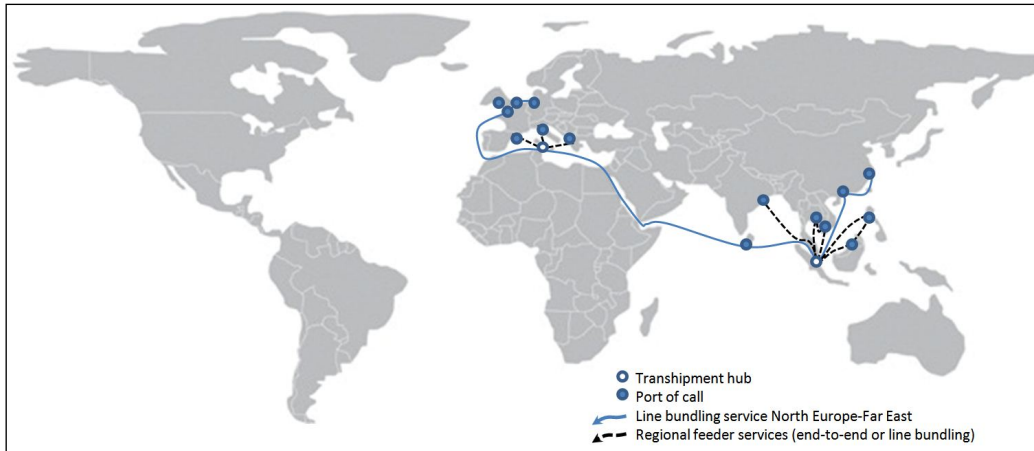 Transhipment hub
Port of call
Line bundling service North Europe-Far East
Regional feeder services (end-to-end or line bundling)